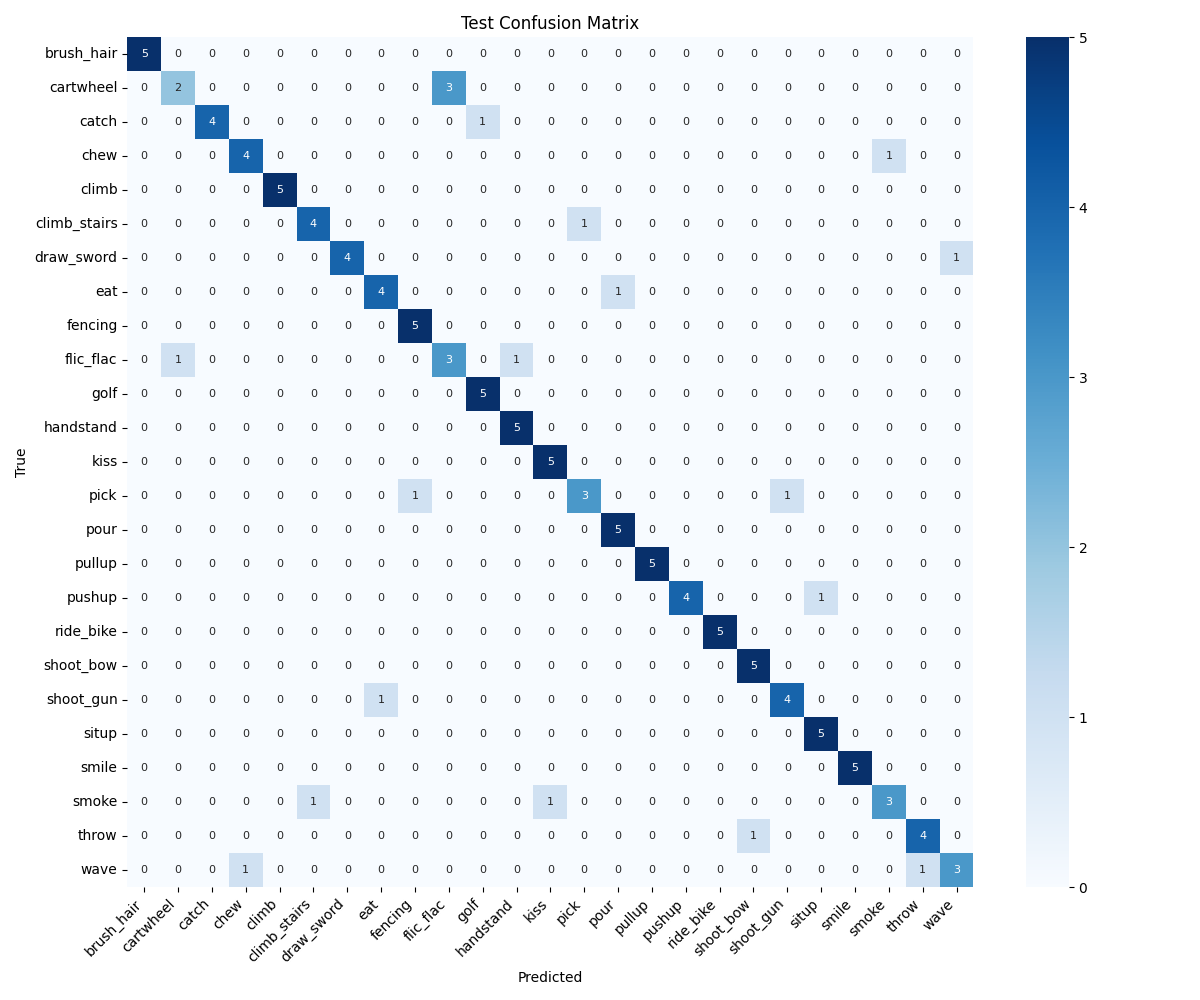 Test Confusion Matrix
brush_hair 5 0 0 0 0 0 0 0 0 0 0 0 0 0 0 0 0 0 0 0 0 0 0 0 0
cartwheel 0 2 0 0 0 0 0 0 0 3 0 0 0 0 0 0 0 0 0 0 0 0 0 0 0
catch 0 0 4 0 0 0 0 0 0 0 1 0 0 0 0 0 0 0 0 0 0 0 0 0 0
chew 0 0 0 4 0 0 0 0 0 0 0 0 0 0 0 0 0 0 0 0 0 0 1 0 0
climb 0 0 0 0 5 0 0 0 0 0 0 0 0 0 0 0 0 0 0 0 0 0 0 0 0
climb_stairs 0 0 0 0 0 4 0 0 0 0 0 0 0 1 0 0 0 0 0 0 0 0 0 0 0
draw_sword 0 0 0 0 0 0 4 0 0 0 0 0 0 0 0 0 0 0 0 0 0 0 0 0 1
eat 0 0 0 0 0 0 0 4 0 0 0 0 0 0 1 0 0 0 0 0 0 0 0 0 0
fencing 0 0 0 0 0 0 0 0 5 0 0 0 0 0 0 0 0 0 0 0 0 0 0 0 0
flic_flac 0 1 0 0 0 0 0 0 0 3 0 1 0 0 0 0 0 0 0 0 0 0 0 0 0
golf 0 0 0 0 0 0 0 0 0 0 5 0 0 0 0 0 0 0 0 0 0 0 0 0 0
handstand 0 0 0 0 0 0 0 0 0 0 0 5 0 0 0 0 0 0 0 0 0 0 0 0 0
kiss 0 0 0 0 0 0 0 0 0 0 0 0 5 0 0 0 0 0 0 0 0 0 0 0 0
pick 0 0 0 0 0 0 0 0 1 0 0 0 0 3 0 0 0 0 0 1 0 0 0 0 0
pour 0 0 0 0 0 0 0 0 0 0 0 0 0 0 5 0 0 0 0 0 0 0 0 0 0
pullup 0 0 0 0 0 0 0 0 0 0 0 0 0 0 0 5 0 0 0 0 0 0 0 0 0
pushup 0 0 0 0 0 0 0 0 0 0 0 0 0 0 0 0 4 0 0 0 1 0 0 0 0
ride_bike 0 0 0 0 0 0 0 0 0 0 0 0 0 0 0 0 0 5 0 0 0 0 0 0 0
shoot_bow 0 0 0 0 0 0 0 0 0 0 0 0 0 0 0 0 0 0 5 0 0 0 0 0 0
shoot_gun 0 0 0 0 0 0 0 1 0 0 0 0 0 0 0 0 0 0 0 4 0 0 0 0 0
situp 0 0 0 0 0 0 0 0 0 0 0 0 0 0 0 0 0 0 0 0 5 0 0 0 0
smile 0 0 0 0 0 0 0 0 0 0 0 0 0 0 0 0 0 0 0 0 0 5 0 0 0
smoke 0 0 0 0 0 1 0 0 0 0 0 0 1 0 0 0 0 0 0 0 0 0 3 0 0
throw 0 0 0 0 0 0 0 0 0 0 0 0 0 0 0 0 0 0 1 0 0 0 0 4 0
wave 0 0 0 1 0 0 0 0 0 0 0 0 0 0 0 0 0 0 0 0 0 0 0 1 3
brush_hair cartwheel catch chew climb climb_stairs draw_sword eat fencing flic_flac golf handstand kiss pick pour pullup pushup ride_bike shoot_bow shoot_gun situp smile smoke throw wave
Predicted
True
5
4
3
2
1
0